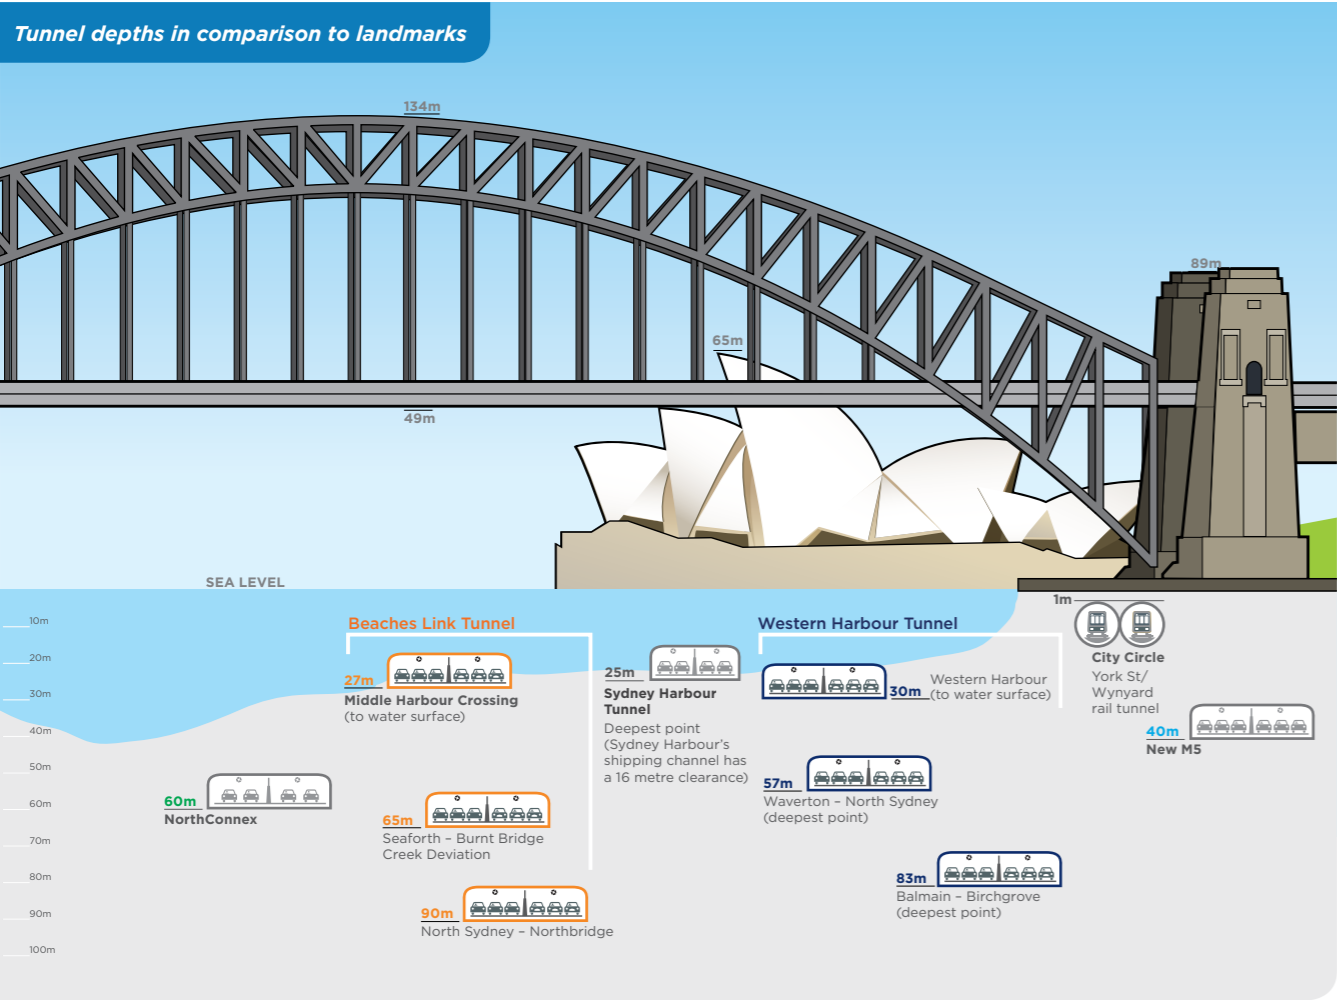 Tunnel depths in comparison to landmarks
134m
89m
65m
49m
SEA LEVEL
10m
20m
30m
40m
50m
60m
70m
80m
90m
100m
Beaches Link Tunnel
27m
Middle Harbour Crossing
(to water surface)
65m
Seaforth – Burnt Bridge
Creek Deviation
90m
North Sydney – Northbridge
60m
NorthConnex
25m
Sydney Harbour
Tunnel
Deepest point
(Sydney Harbour's
shipping channel has
a 16 metre clearance)
Western Harbour Tunnel
30m
Western Harbour
(to water surface)
57m
Waverton – North Sydney
(deepest point)
83m
Balmain – Birchgrove
(deepest point)
1m
City Circle
York St/
Wynyard
rail tunnel
40m
New M5